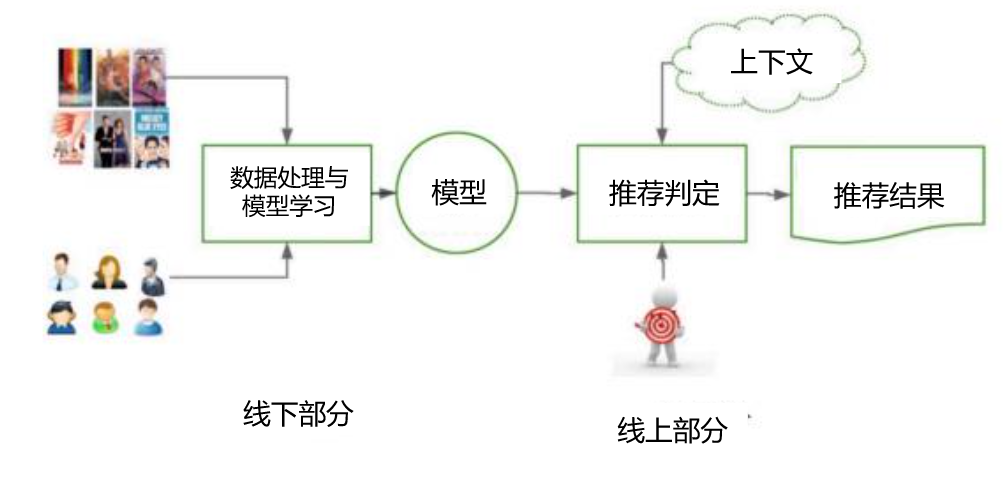 上下文
数据处理与
模型学习
模型
推荐判定
推荐结果
线下部分
线上部分